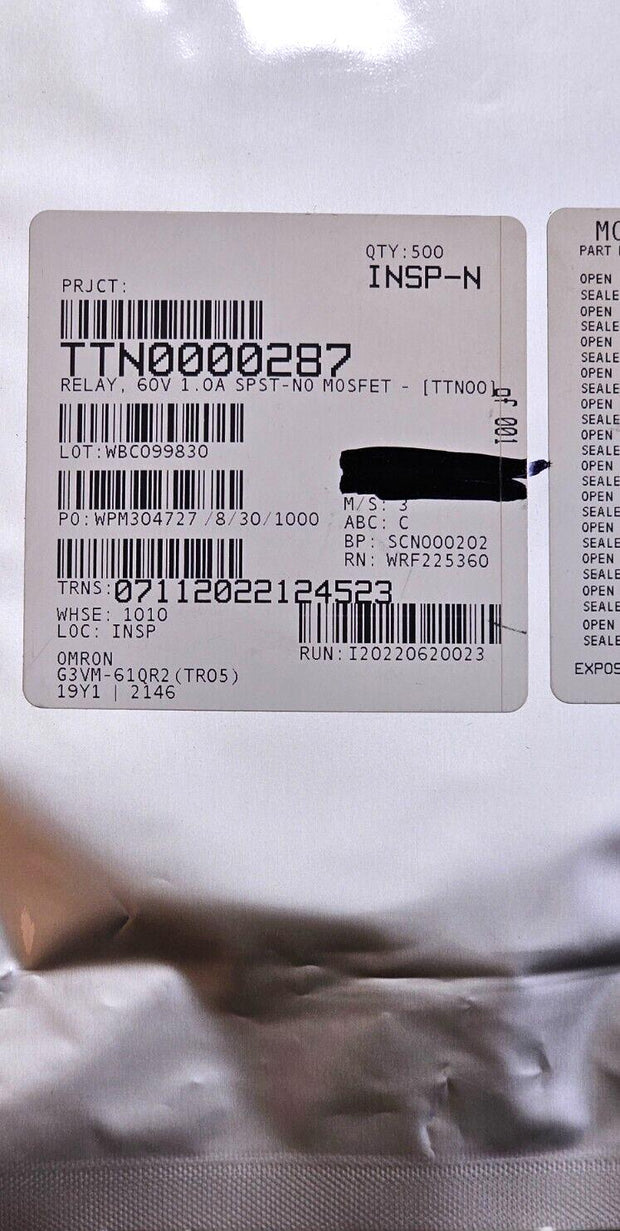 QTY:500
INSP-N
PRJCT:
TTN0000287
RELAY, 60V 1.0A SPST-NO MOSFET - [TTN00]
of 001
LOT:WBC099830
PO:WPM304727 /8/30/1000
M/S: 3
ABC: C
BP: SCN000202
RN: WRF225360
TRNS:07112022124523
WHSE: 1010
LOC: INSP
RUN:I20220620023
OMRON
G3VM-61QR2(TR05)
19Y1 | 2146
PART
OPEN
SEALE
OPEN
SEALE
OPEN
SEALE
OPEN
SEALE
OPEN
SEALE
OPEN
SEALE
OPEN
SEALE
OPEN
SEALE
OPEN
SEALE
OPEN
SEALE
OPEN
SEALE
OPEN
SEALE
EXPOS